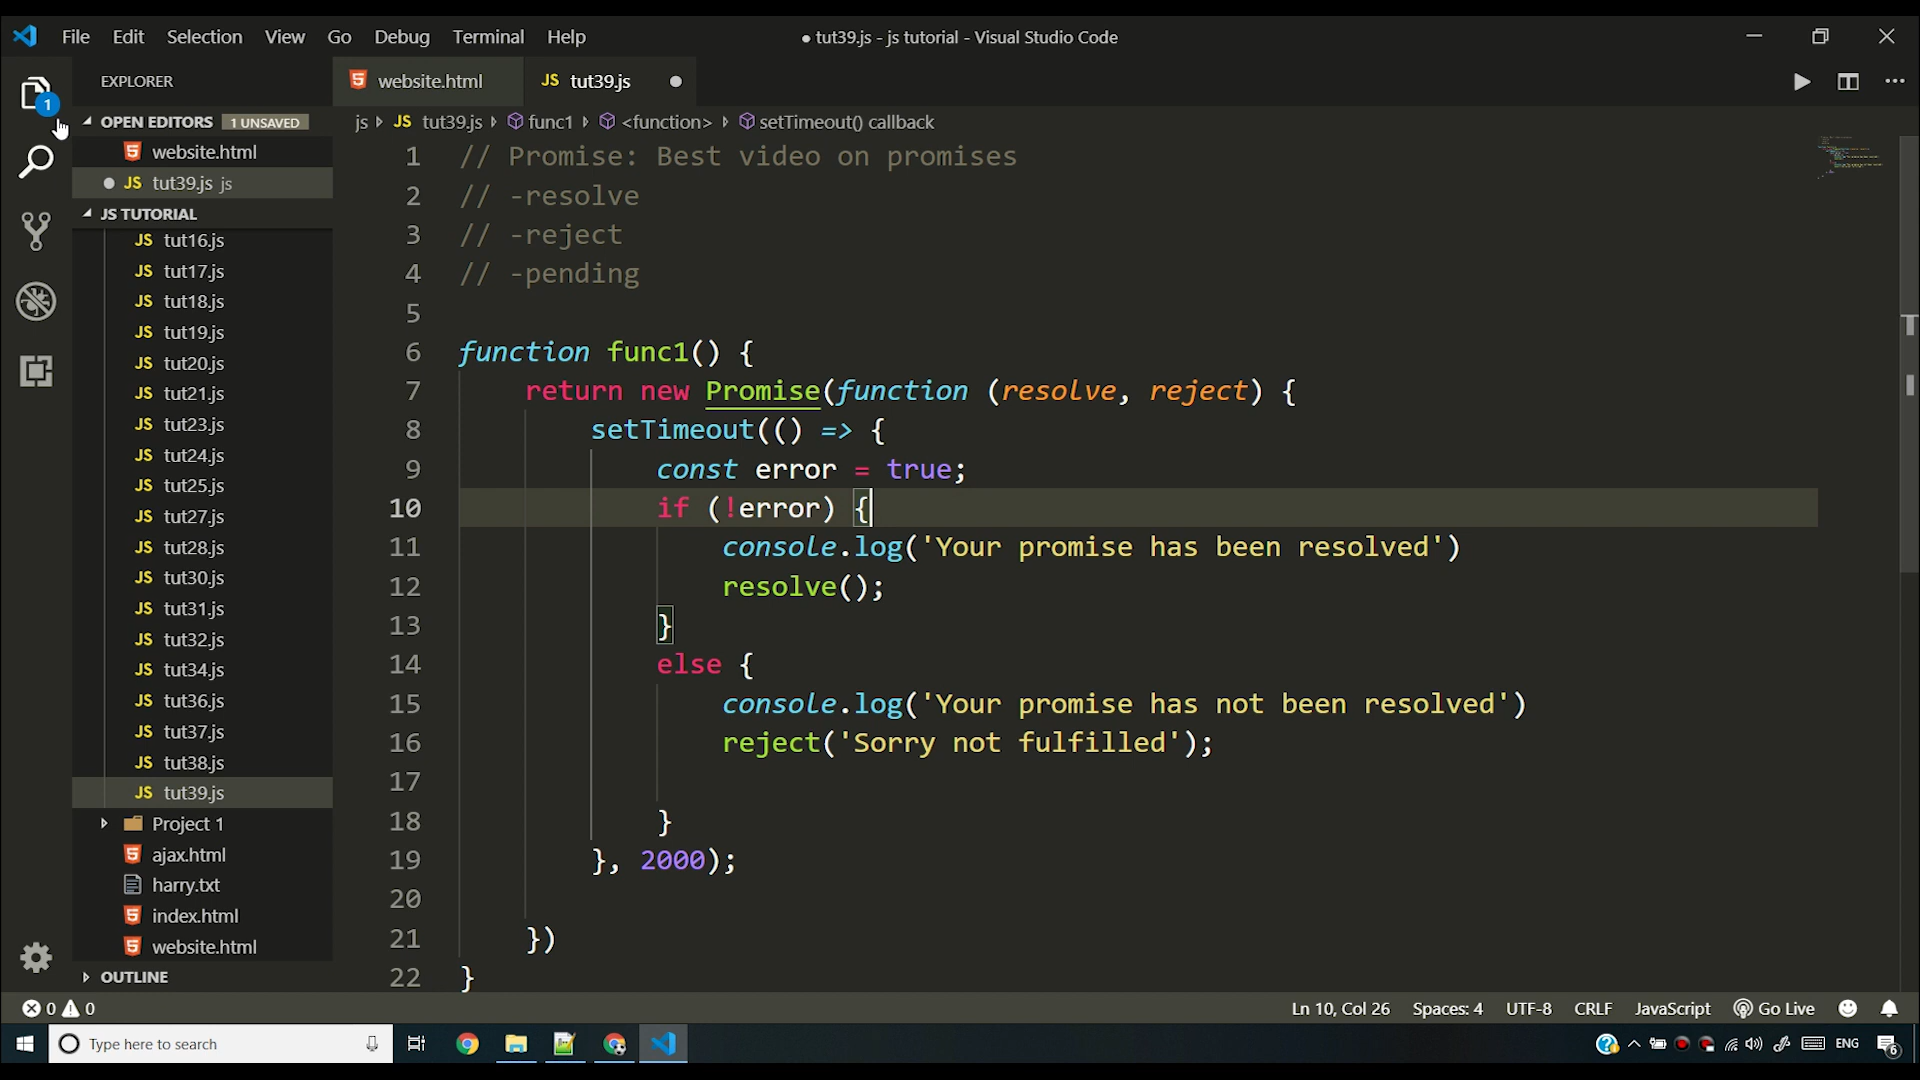 File Edit Selection View Go Debug Terminal Help
● tut39.js - js tutorial - Visual Studio Code
EXPLORER
website.html
JS tut39.js
1
OPEN EDITORS 1 UNSAVED
website.html
JS tut39.js js
JS TUTORIAL
JS tut16.js
JS tut17.js
JS tut18.js
JS tut19.js
JS tut20.js
JS tut21.js
JS tut23.js
JS tut24.js
JS tut25.js
JS tut27.js
JS tut28.js
JS tut30.js
JS tut31.js
JS tut32.js
JS tut34.js
JS tut36.js
JS tut37.js
JS tut38.js
JS tut39.js
Project 1
ajax.html
harry.txt
index.html
website.html
OUTLINE
js JS tut39.js func1 <function> setTimeout() callback
1 // Promise: Best video on promises
2 // -resolve
3 // -reject
4 // -pending
5
6 function func1() {
7 return new Promise(function (resolve, reject) {
8 setTimeout(() => {
9 const error = true;
10 if (!error) {
11 console.log('Your promise has been resolved')
12 resolve();
13 }
14 else {
15 console.log('Your promise has not been resolved')
16 reject('Sorry not fulfilled');
17
18 }
19 }, 2000);
20
21 })
22 }
0 0
Ln 10, Col 26 Spaces: 4 UTF-8 CRLF JavaScript Go Live
Type here to search
ENG
6